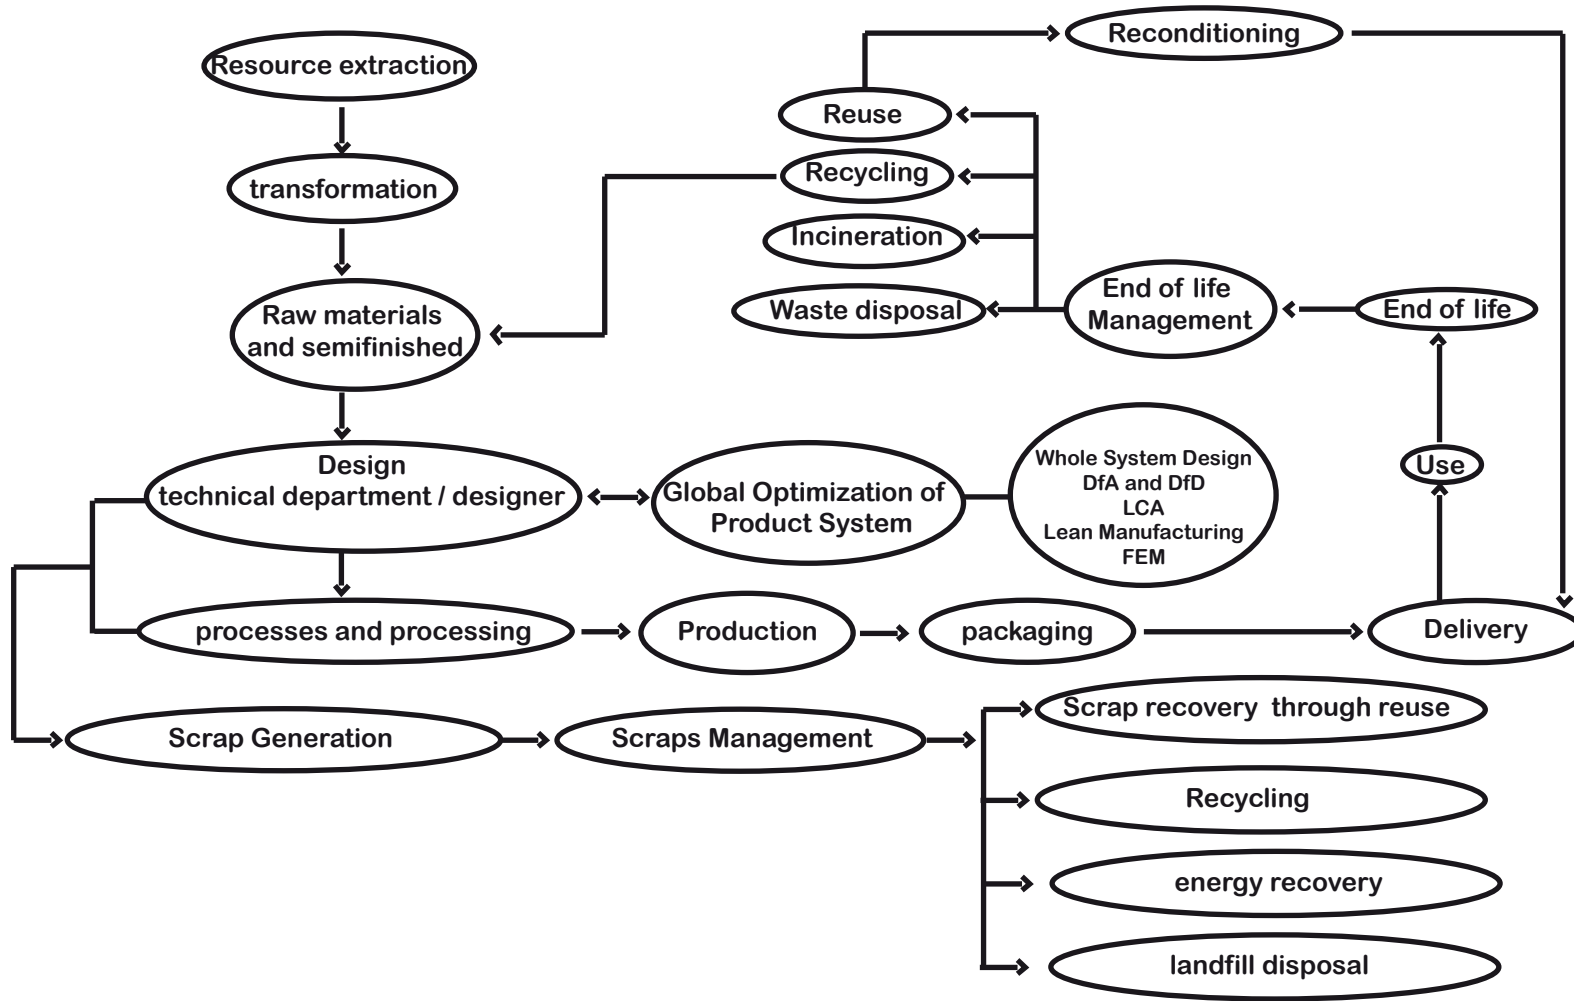 Resource extraction
transformation
Raw materials
and semifinished
Reconditioning
Reuse
Recycling
Incineration
Waste disposal
End of life
Management
End of life
Design
technical department / designer
Global Optimization of
Product System
Whole System Design
DfA and DfD
LCA
Lean Manufacturing
FEM
Use
processes and processing
Production
packaging
Delivery
Scrap Generation
Scraps Management
Scrap recovery through reuse
Recycling
energy recovery
landfill disposal